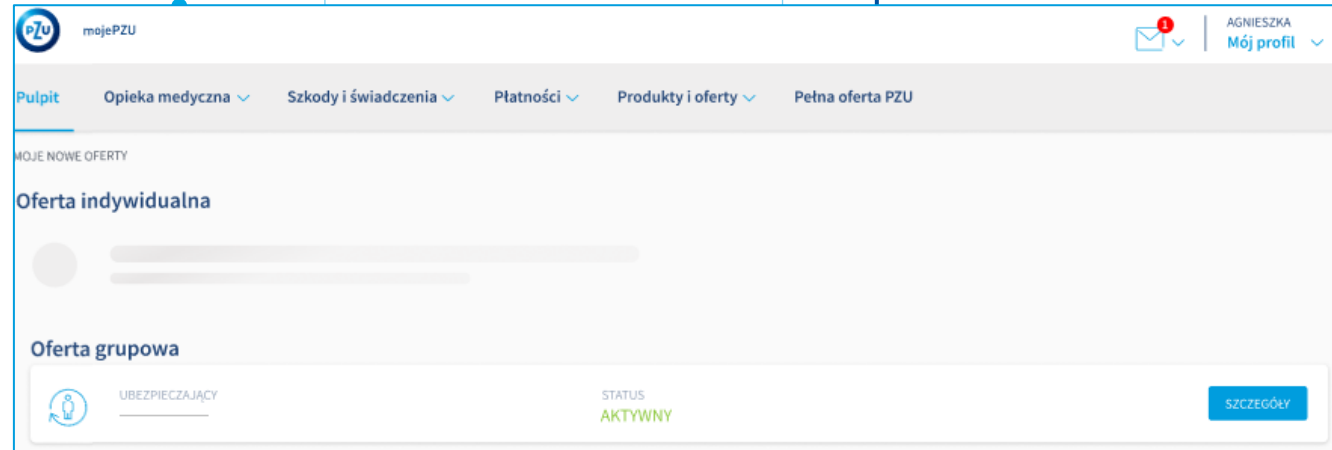 PZU mojePZU
1
AGNIESZKA
Mój profil
Pulpit Opieka medyczna Szkody i świadczenia Płatności Produkty i oferty Pełna oferta PZU
MOJE NOWE OFERTY
Oferta indywidualna
Oferta grupowa
UBEZPIECZAJĄCY STATUS
AKTYWNY
SZCZEGÓŁY